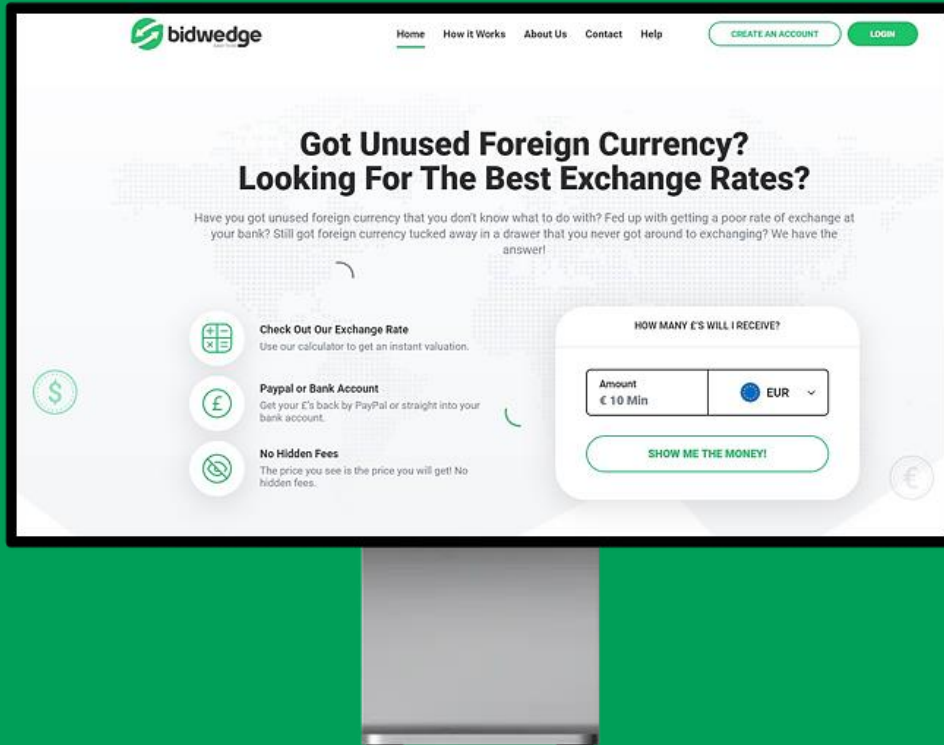 bidwedge
Home How it Works About Us Contact Help CREATE AN ACCOUNT LOGIN
Got Unused Foreign Currency?
Looking For The Best Exchange Rates?
Have you got unused foreign currency that you don't know what to do with? Fed up with getting a poor rate of exchange at
your bank? Still got foreign currency tucked away in a drawer that you never got around to exchanging? We have the
answer!
Check Out Our Exchange Rate
Use our calculator to get an instant valuation.
Paypal or Bank Account
Get your £'s back by PayPal or straight into your
bank account.
No Hidden Fees
The price you see is the price you will get! No
hidden fees.
HOW MANY £'S WILL I RECEIVE?
Amount
€ 10 Min
EUR
SHOW ME THE MONEY!
$
£
€